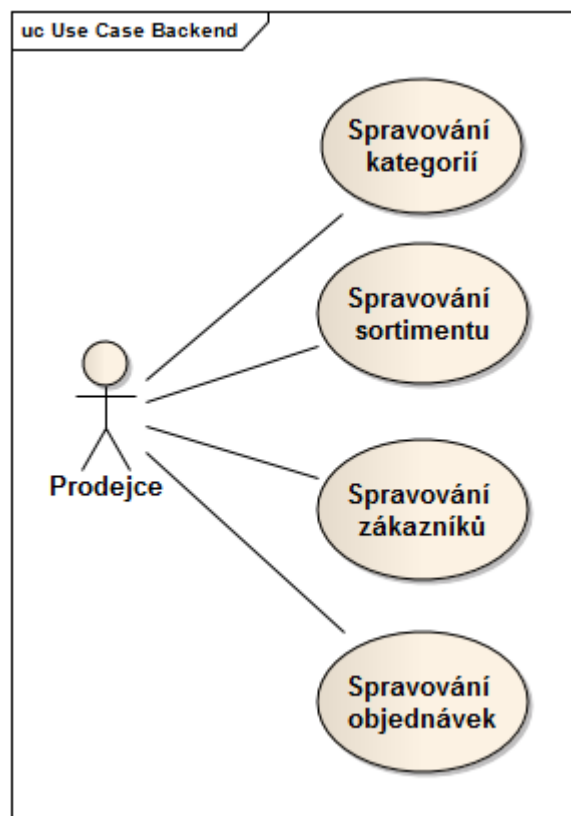 uc Use Case Backend
Spravování
kategorií
Spravování
sortimentu
Prodejce
Spravování
zákazníků
Spravování
objednávek